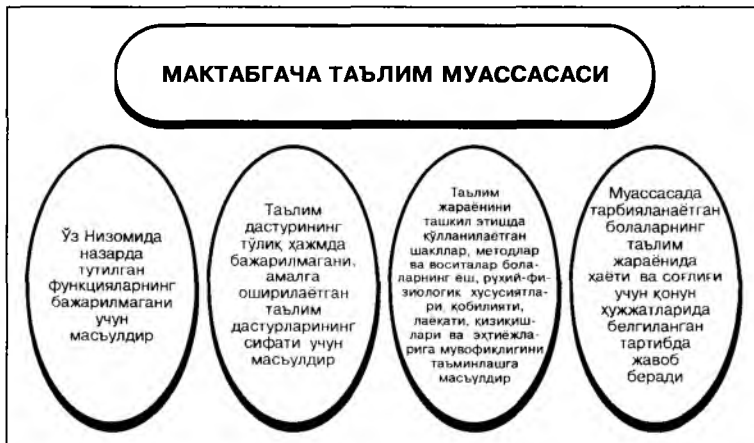 МАКТАБГАЧА ТАЪЛИМ МУАССАСАСИ
Ўз Низомида
назарда
тутилган
функцияларнинг
бажарилмагани
учун
масъулдир
Таълим
дастурининг
тўлиқ ҳажмда
бажарилмагани,
амалга
оширилаётган
таълим
дастурларининг
сифати учун
масъулдир
Таълим
жараёнини
ташкил этишда
қўлланилаётган
шакллар, методлар
ва воситалар бола-
ларнинг ёш, руҳий-фи-
зиологик хусусиятла-
ри, қобилияти,
лаёқати, қизиқиш-
лари ва эҳтиёжла-
рига мувофиқлигини
таъминлашга
масъулдир
Муассасада
тарбияланаётган
болаларнинг
таълим
жараёнида
ҳаёти ва соғлиғи
учун қонун
ҳужжатларида
белгиланган
тартибда
жавоб
беради